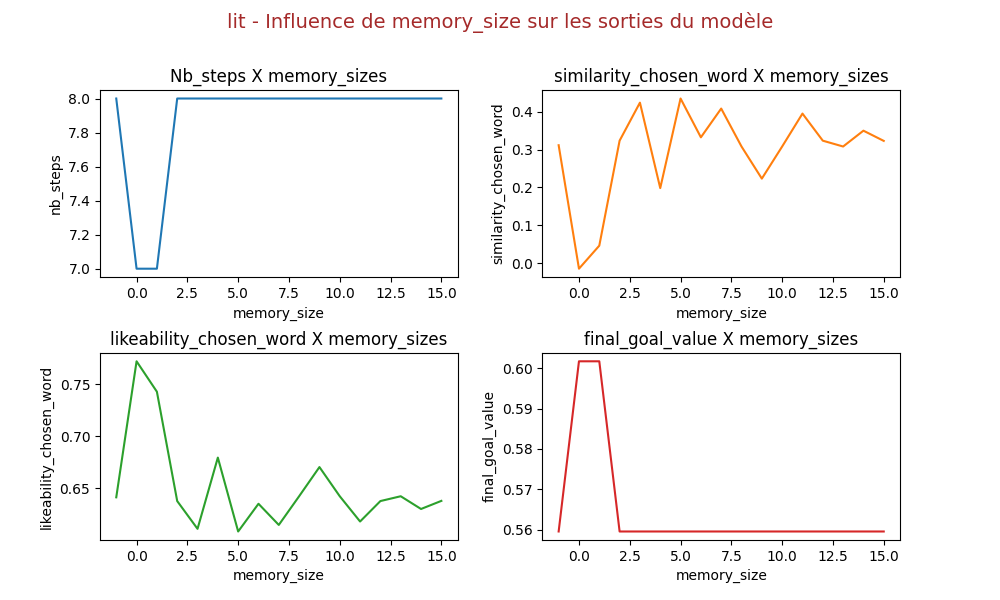 lit - Influence de memory_size sur les sorties du modèle
Nb_steps X memory_sizes
8.0
7.8
7.6
7.4
7.2
7.0
nb_steps
0.0 2.5 5.0 7.5 10.0 12.5 15.0
memory_size
similarity_chosen_word X memory_sizes
0.4
0.3
0.2
0.1
0.0
similarity_chosen_word
0.0 2.5 5.0 7.5 10.0 12.5 15.0
memory_size
likeability_chosen_word X memory_sizes
0.75
0.70
0.65
likeability_chosen_word
0.0 2.5 5.0 7.5 10.0 12.5 15.0
memory_size
final_goal_value X memory_sizes
0.60
0.59
0.58
0.57
0.56
final_goal_value
0.0 2.5 5.0 7.5 10.0 12.5 15.0
memory_size